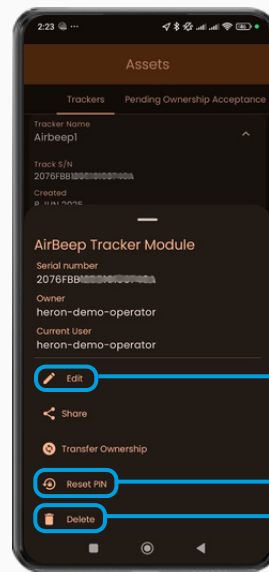 2:23
Assets
Trackers Pending Ownership Acceptance
Tracker Name
Airbeep1
Track S/N
Created
AirBeep Tracker Module
Serial number
Owner
heron-demo-operator
Current User
heron-demo-operator
Edit
Share
Transfer Ownership
Reset PIN
Delete